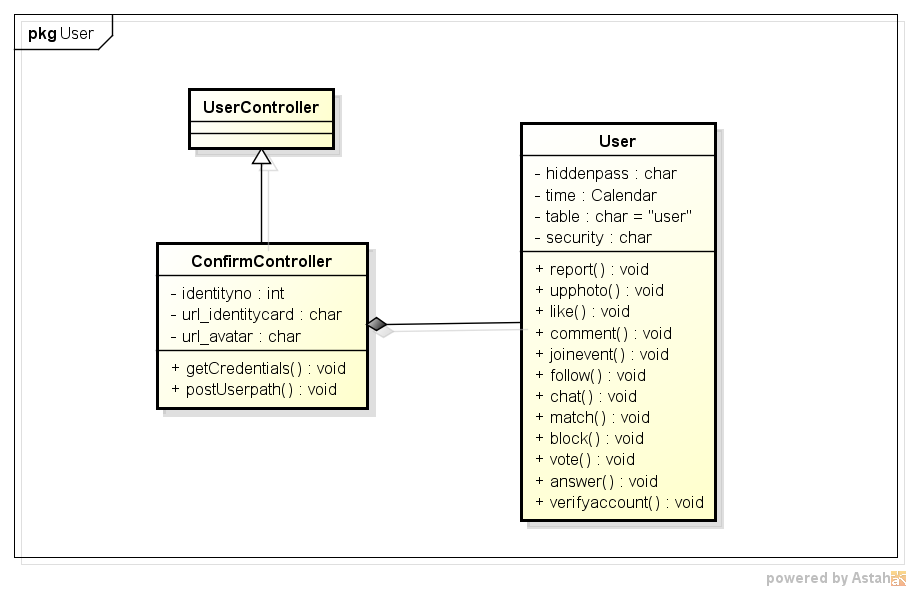 pkg User
UserController
ConfirmController
- identityno : int
- url_identitycard : char
- url_avatar : char
+ getCredentials() : void
+ postUserpath() : void
User
- hiddenpass : char
- time : Calendar
- table : char = "user"
- security : char
+ report() : void
+ upphoto() : void
+ like() : void
+ comment() : void
+ joinevent() : void
+ follow() : void
+ chat() : void
+ match() : void
+ block() : void
+ vote() : void
+ answer() : void
+ verifyaccount() : void
powered by Astah